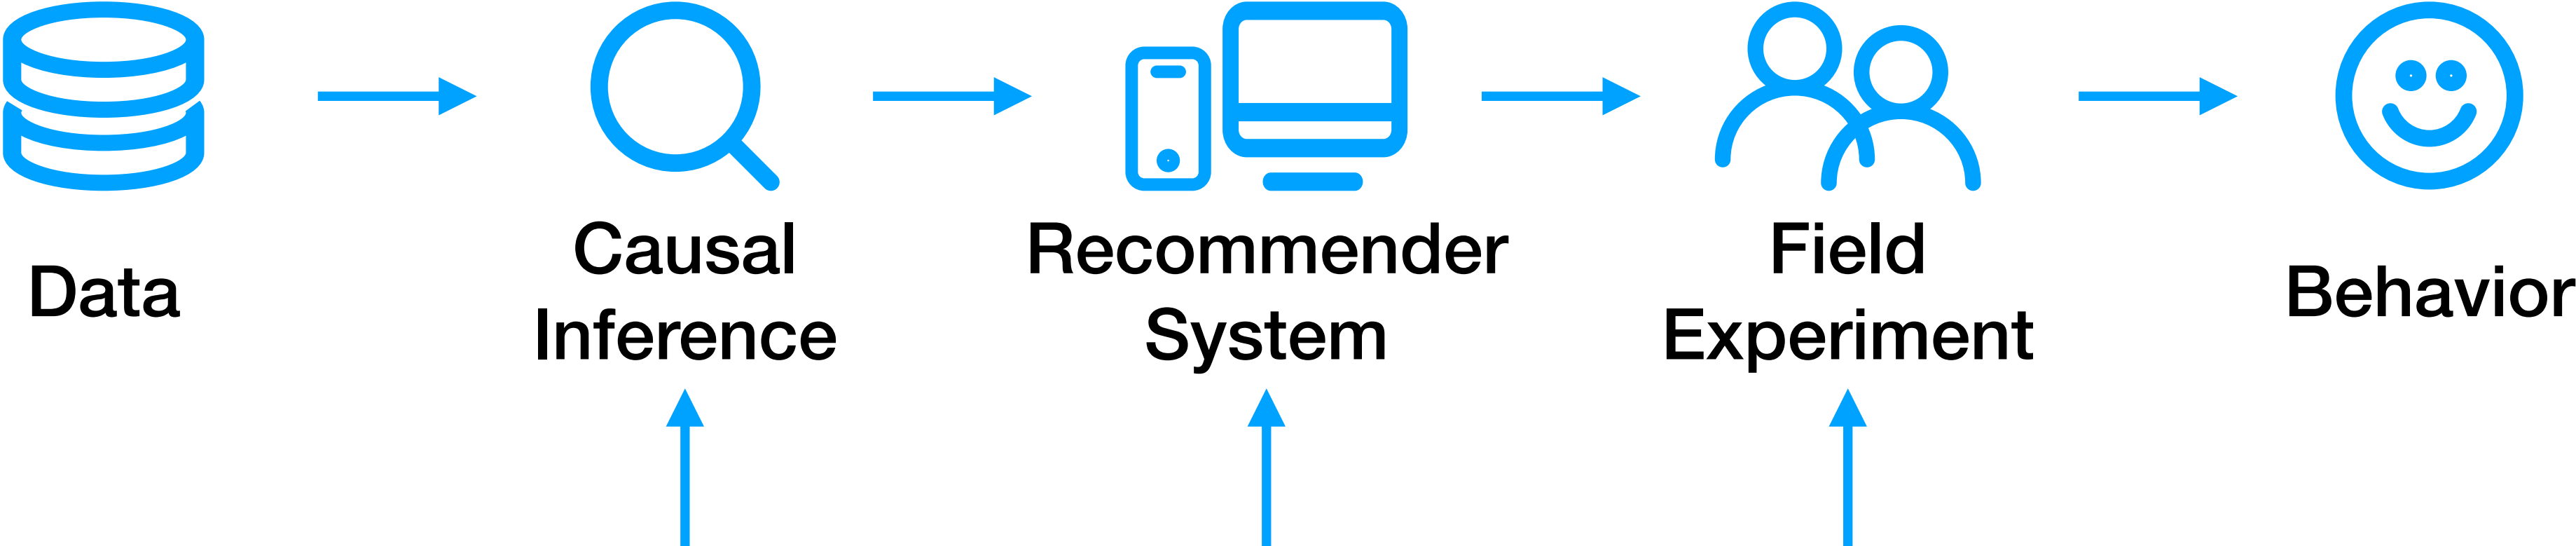 Data
Causal
Inference
Recommender
System
Field
Experiment
Behavior